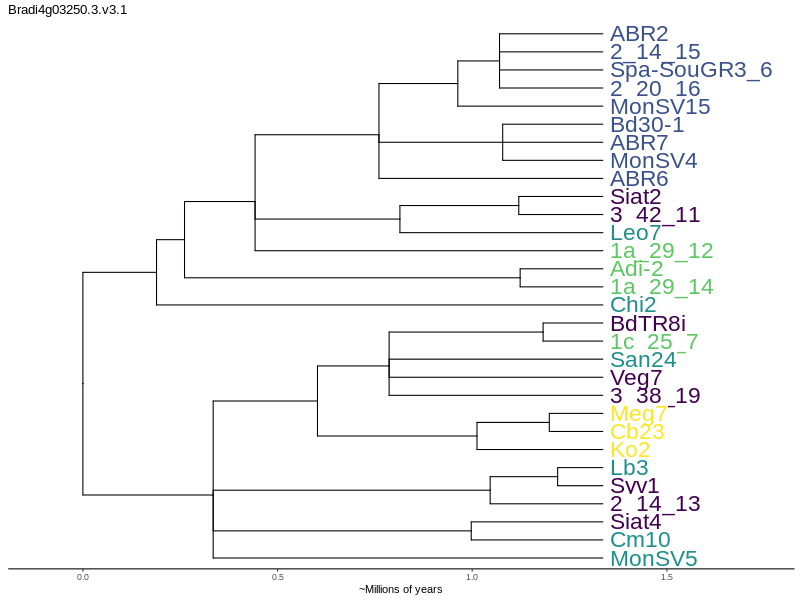 Bradi4g03250.3.v3.1
ABR2
2_14_15
Spa-SouGR3_6
2_20_16
MonSV15
Bd30-1
ABR7
MonSV4
ABR6
Siat2
3_42_11
Leo7
1a_29_12
Adi-2
1a_29_14
Chi2
BdTR8i
1c_25_7
San24
Veg7
3_38_19
Meg7
Cb23
Ko2
Lb3
Svv1
2_14_13
Siat4
Cm10
MonSV5
0.0 0.5 1.0 1.5
~Millions of years